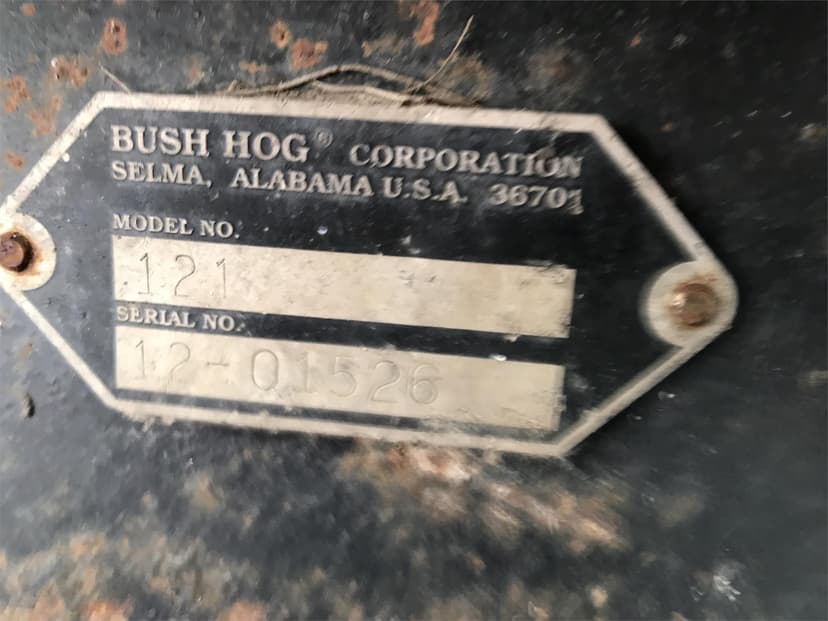 BUSH HOG® CORPORATION
SELMA, ALABAMA U.S.A. 36701
MODEL NO.
121
SERIAL NO.
12-01526